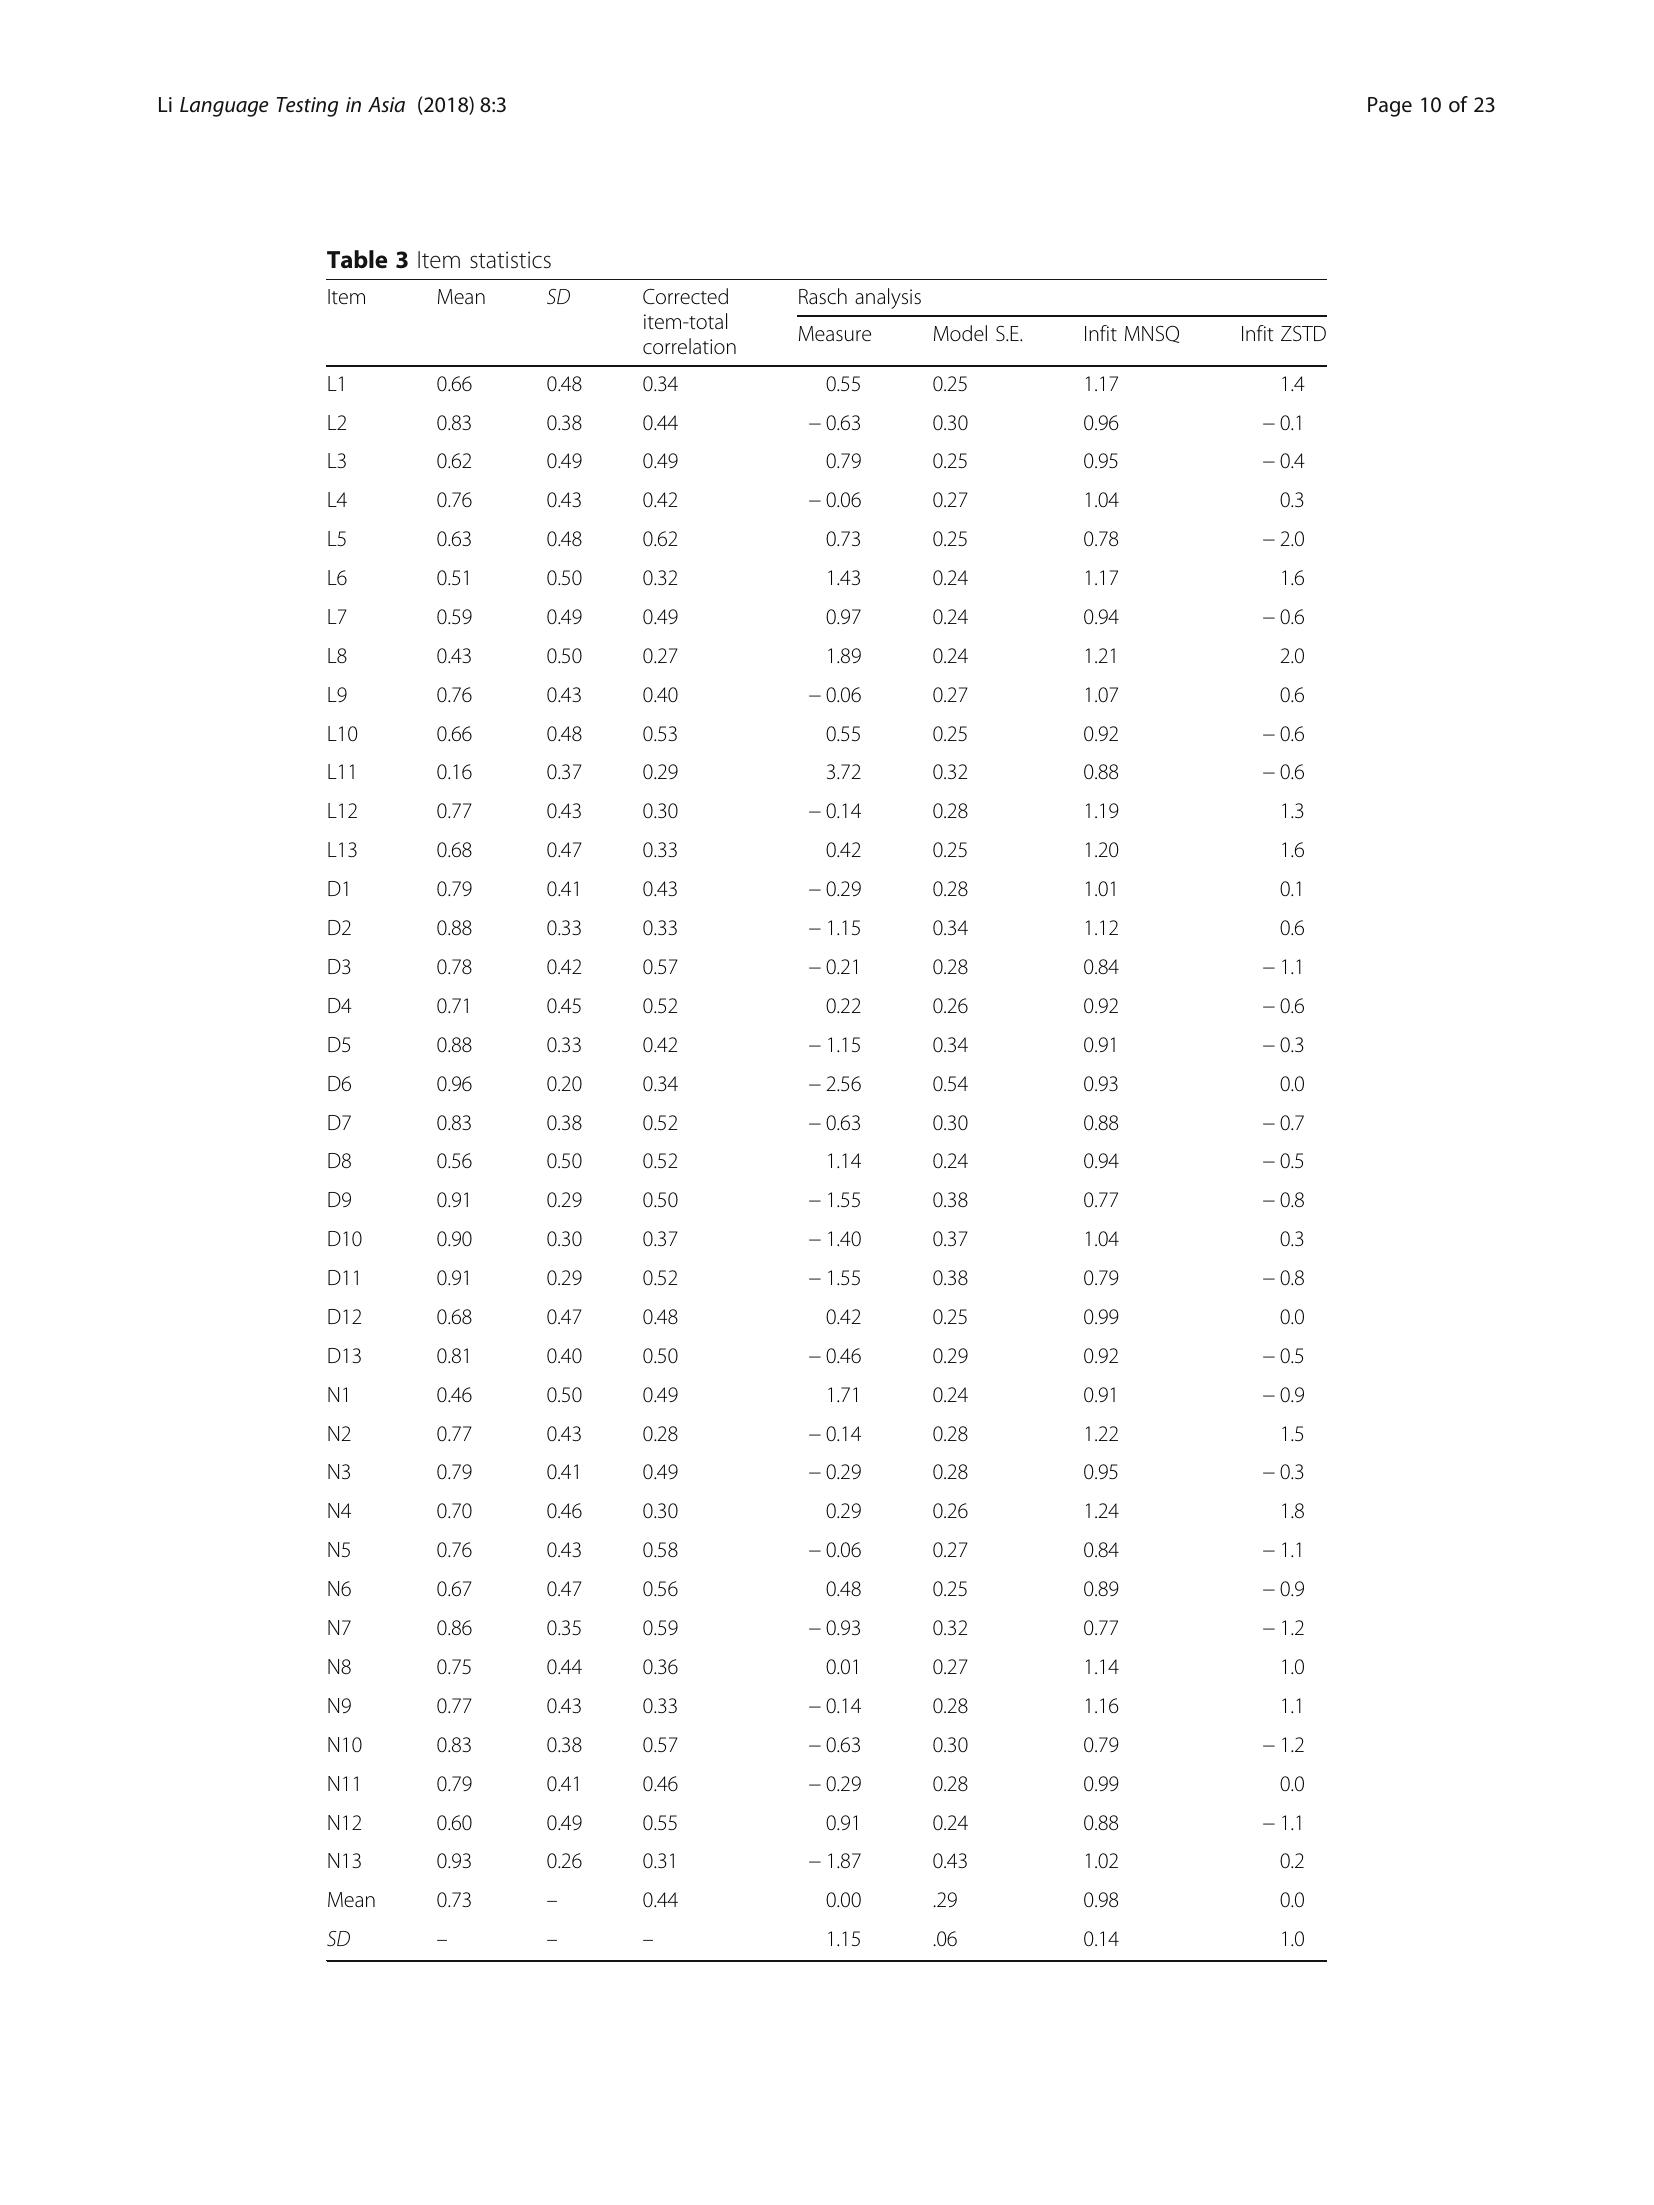 Li Language Testing in Asia (2018) 8:3 Page 10 of 23
Table 3 Item statistics
Item Mean SD Corrected item-total correlation Rasch analysis
Measure Model S.E. Infit MNSQ Infit ZSTD
L1 0.66 0.48 0.34 0.55 0.25 1.17 1.4
L2 0.83 0.38 0.44 − 0.63 0.30 0.96 − 0.1
L3 0.62 0.49 0.49 0.79 0.25 0.95 − 0.4
L4 0.76 0.43 0.42 − 0.06 0.27 1.04 0.3
L5 0.63 0.48 0.62 0.73 0.25 0.78 − 2.0
L6 0.51 0.50 0.32 1.43 0.24 1.17 1.6
L7 0.59 0.49 0.49 0.97 0.24 0.94 − 0.6
L8 0.43 0.50 0.27 1.89 0.24 1.21 2.0
L9 0.76 0.43 0.40 − 0.06 0.27 1.07 0.6
L10 0.66 0.48 0.53 0.55 0.25 0.92 − 0.6
L11 0.16 0.37 0.29 3.72 0.32 0.88 − 0.6
L12 0.77 0.43 0.30 − 0.14 0.28 1.19 1.3
L13 0.68 0.47 0.33 0.42 0.25 1.20 1.6
D1 0.79 0.41 0.43 − 0.29 0.28 1.01 0.1
D2 0.88 0.33 0.33 − 1.15 0.34 1.12 0.6
D3 0.78 0.42 0.57 − 0.21 0.28 0.84 − 1.1
D4 0.71 0.45 0.52 0.22 0.26 0.92 − 0.6
D5 0.88 0.33 0.42 − 1.15 0.34 0.91 − 0.3
D6 0.96 0.20 0.34 − 2.56 0.54 0.93 0.0
D7 0.83 0.38 0.52 − 0.63 0.30 0.88 − 0.7
D8 0.56 0.50 0.52 1.14 0.24 0.94 − 0.5
D9 0.91 0.29 0.50 − 1.55 0.38 0.77 − 0.8
D10 0.90 0.30 0.37 − 1.40 0.37 1.04 0.3
D11 0.91 0.29 0.52 − 1.55 0.38 0.79 − 0.8
D12 0.68 0.47 0.48 0.42 0.25 0.99 0.0
D13 0.81 0.40 0.50 − 0.46 0.29 0.92 − 0.5
N1 0.46 0.50 0.49 1.71 0.24 0.91 − 0.9
N2 0.77 0.43 0.28 − 0.14 0.28 1.22 1.5
N3 0.79 0.41 0.49 − 0.29 0.28 0.95 − 0.3
N4 0.70 0.46 0.30 0.29 0.26 1.24 1.8
N5 0.76 0.43 0.58 − 0.06 0.27 0.84 − 1.1
N6 0.67 0.47 0.56 0.48 0.25 0.89 − 0.9
N7 0.86 0.35 0.59 − 0.93 0.32 0.77 − 1.2
N8 0.75 0.44 0.36 0.01 0.27 1.14 1.0
N9 0.77 0.43 0.33 − 0.14 0.28 1.16 1.1
N10 0.83 0.38 0.57 − 0.63 0.30 0.79 − 1.2
N11 0.79 0.41 0.46 − 0.29 0.28 0.99 0.0
N12 0.60 0.49 0.55 0.91 0.24 0.88 − 1.1
N13 0.93 0.26 0.31 − 1.87 0.43 1.02 0.2
Mean 0.73 – 0.44 0.00 .29 0.98 0.0
SD – – – 1.15 .06 0.14 1.0